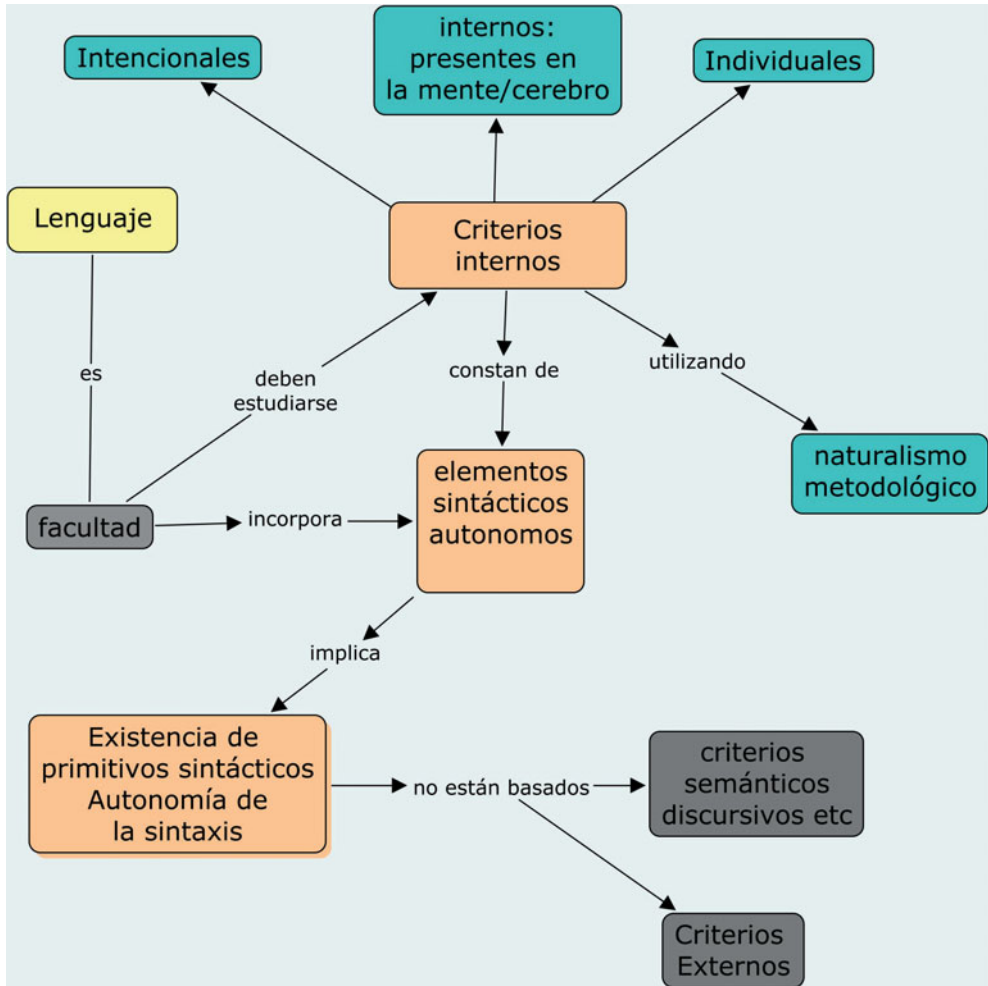 Intencionales
internos:
presentes en
la mente/cerebro
Individuales
Lenguaje
Criterios
internos
es
deben
estudiarse
constan de
utilizando
naturalismo
metodológico
elementos
sintácticos
autonomos
facultad
incorpora
implica
Existencia de
primitivos sintácticos
Autonomía de
la sintaxis
no están basados
criterios
semánticos
discursivos etc
Criterios
Externos